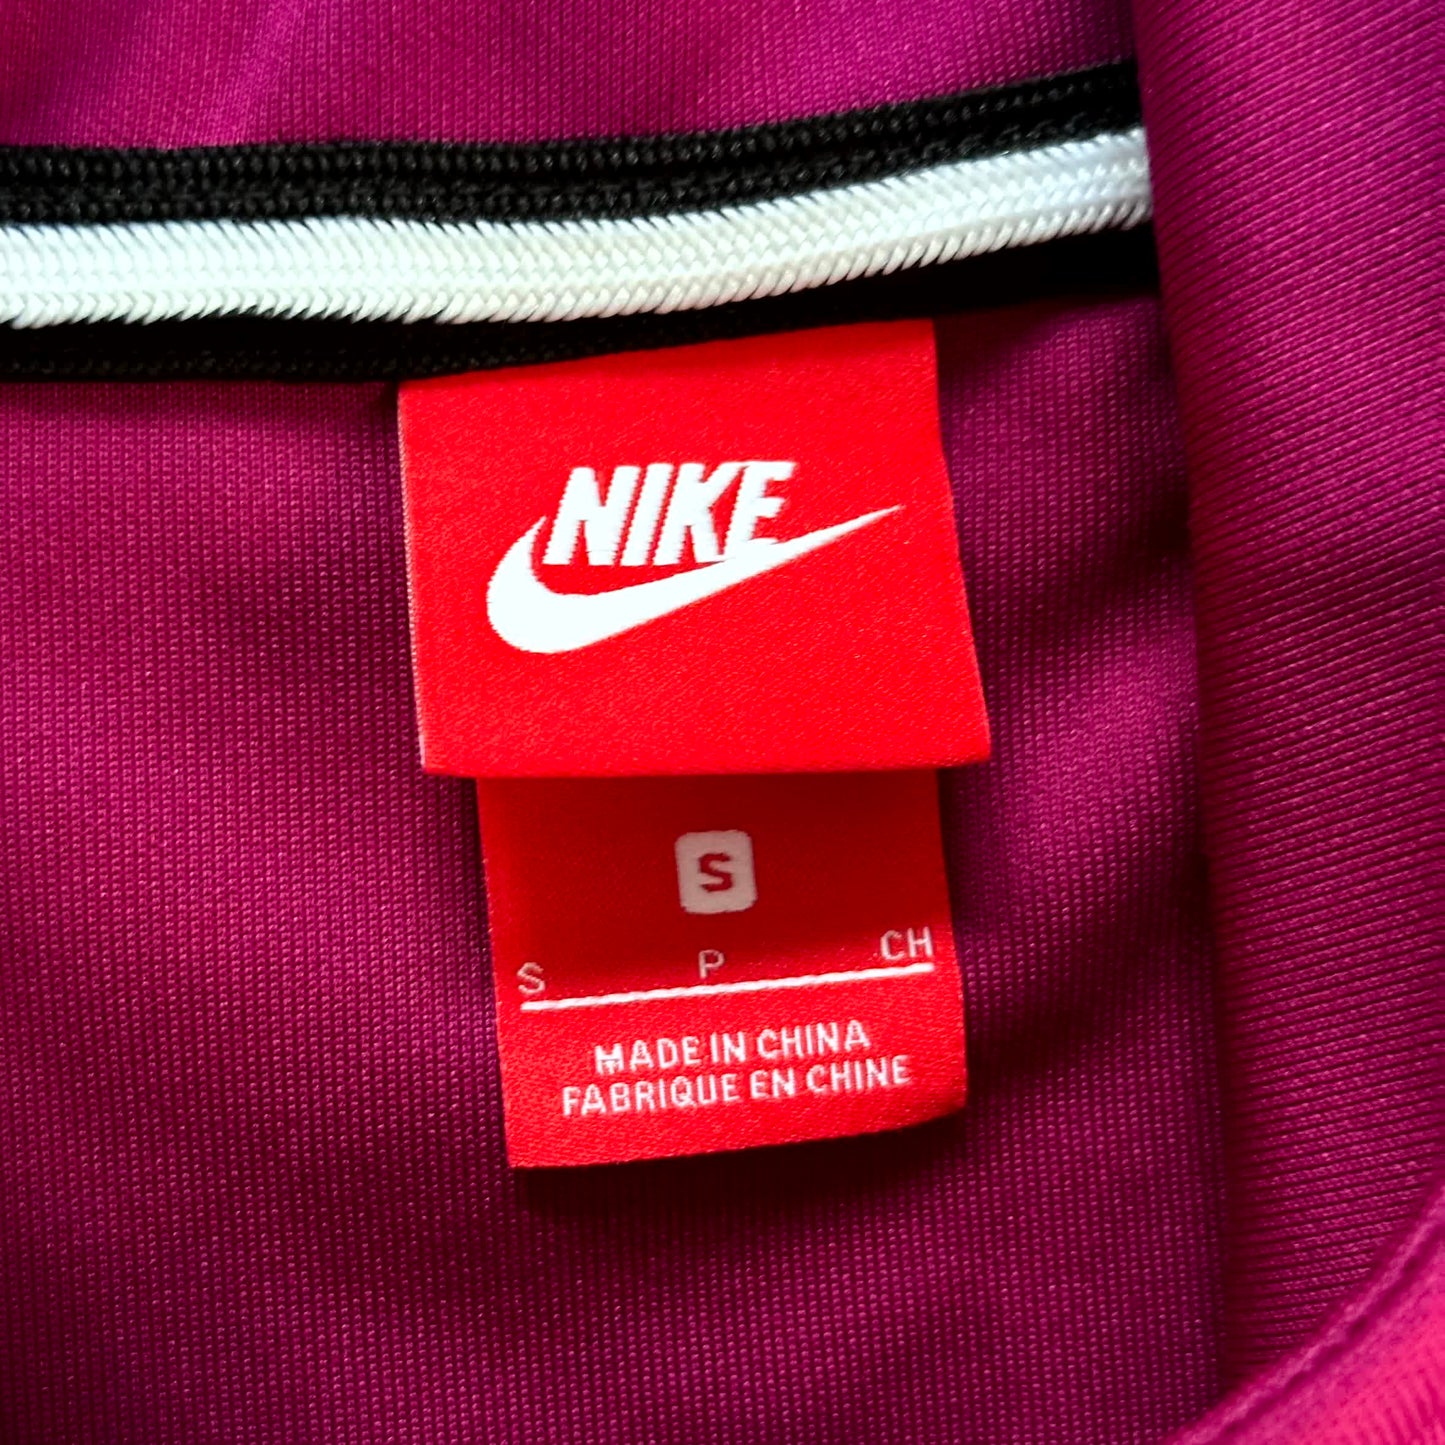 NIKE
S
S P CH
MADE IN CHINA
FABRIQUE EN CHINE